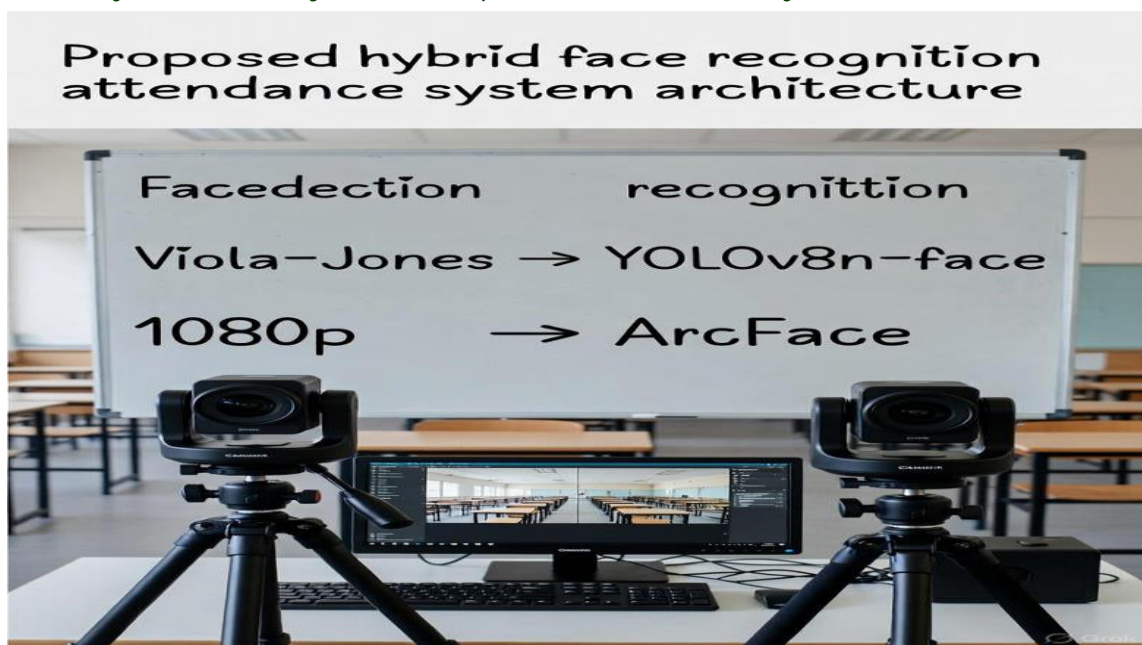 Proposed hybrid face recognition
attendance system architecture
Facedection recognittion
Viola-Jones → YOLOv8n-face
1080p → ArcFace